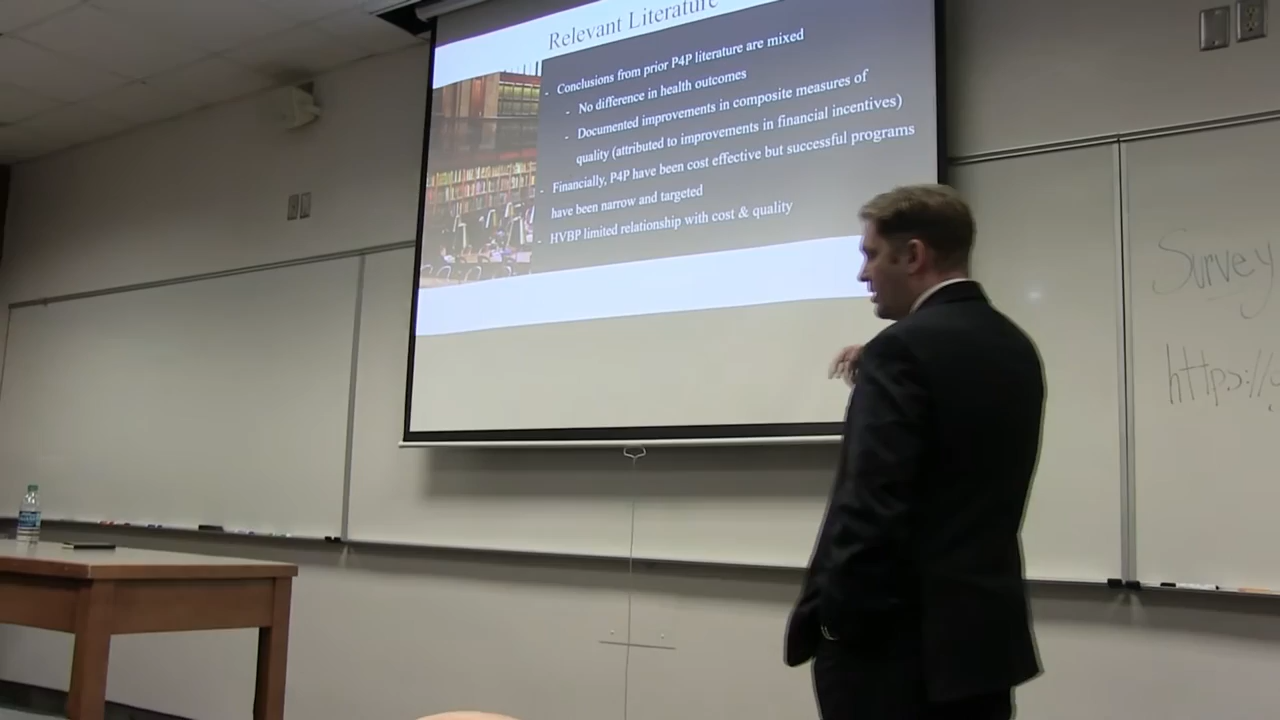 Relevant Literature
- Conclusions from prior P4P literature are mixed
- No difference in health outcomes
- Documented improvements in composite measures of
quality (attributed to improvements in financial incentives)
- Financially, P4P have been cost effective but successful programs
have been narrow and targeted
- HVBP limited relationship with cost & quality
Survey
https://